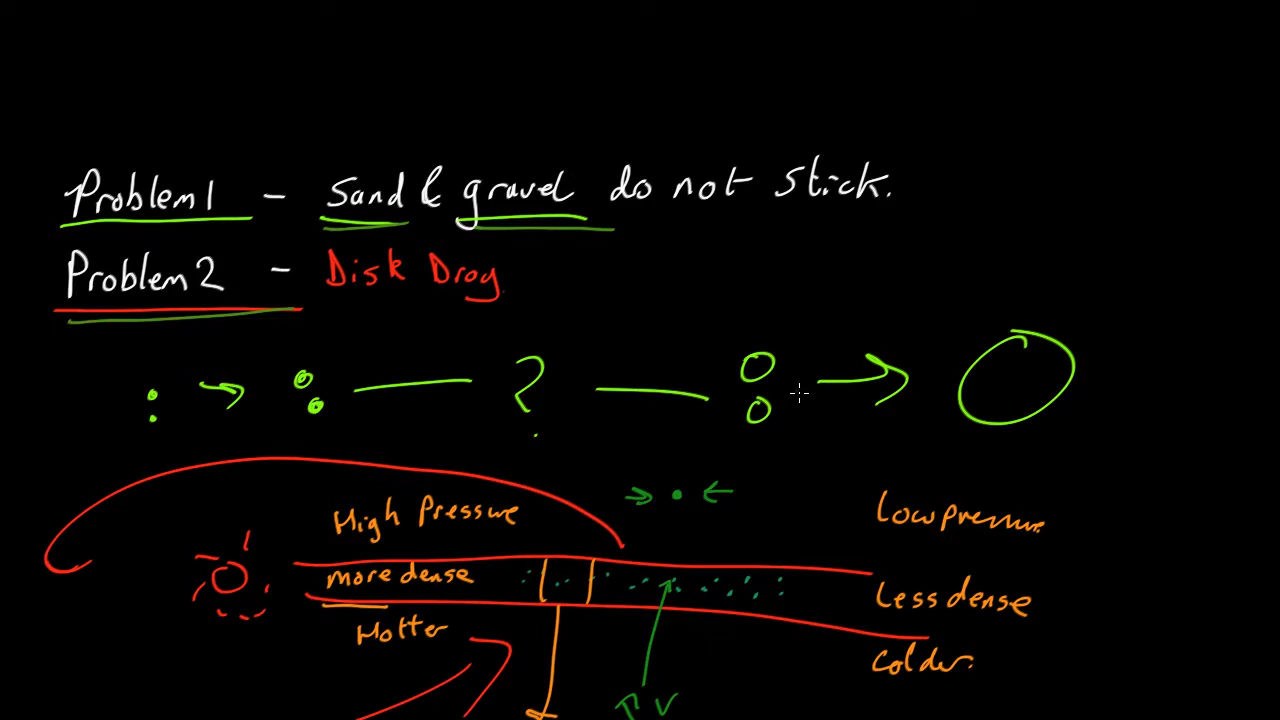 Problem 1 - Sand & gravel do not stick.
Problem 2 - Disk Drag
?
High Pressure
Low pressure
more dense
Less dense
Hotter
Colder.